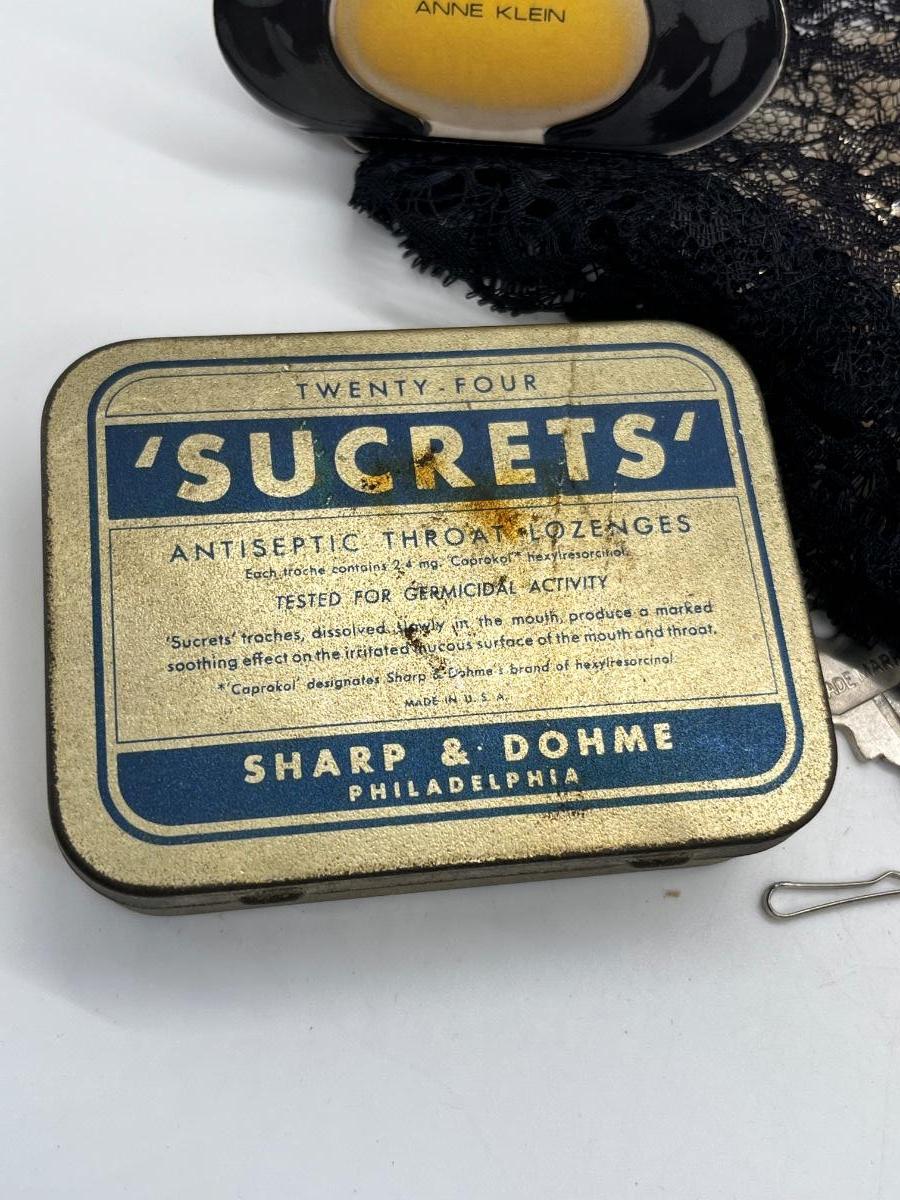 ANNE KLEIN
TWENTY-FOUR
'SUCRETS'
ANTISEPTIC THROAT LOZENGES
Each troche contains 2.4 mg. 'Caprokol'* hexylresorcinol.
TESTED FOR GERMICIDAL ACTIVITY
'Sucrets' troches, dissolved slowly in the mouth, produce a marked
soothing effect on the irritated mucous surface of the mouth and throat.
*'Caprokol' designates Sharp & Dohme's brand of hexylresorcinol.
MADE IN U. S. A.
SHARP & DOHME
PHILADELPHIA